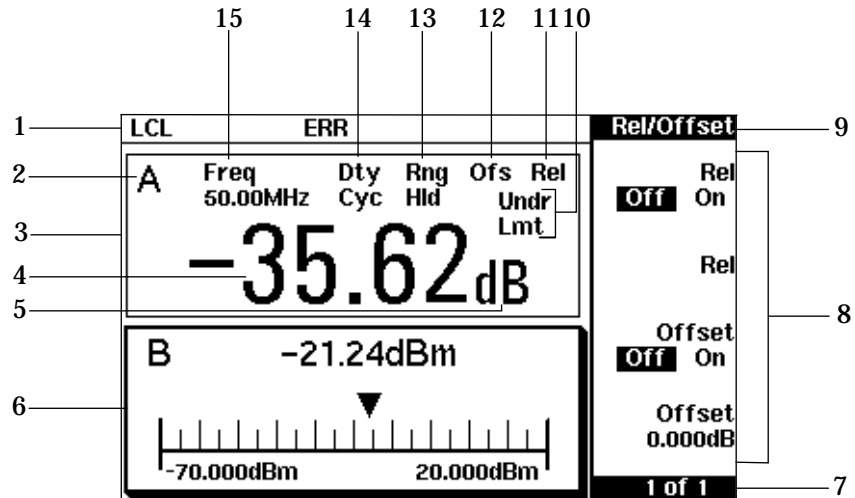 15 14 13 12 11 10
1 LCL ERR Rel/Offset 9
2 A Freq Dty Rng Ofs Rel
50.00MHz Cyc Hld Undr
Lmt
3
4 -35.62 dB
5
Rel
Off On
Rel
Offset
Off On
Offset
0.000dB
8
6 B -21.24dBm
-70.000dBm 20.000dBm
1 of 1 7